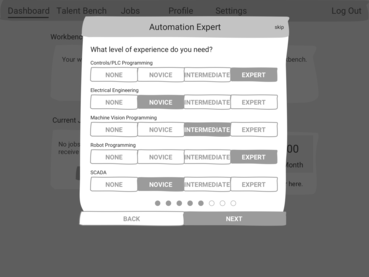 Dashboard Talent Bench Jobs Profile Settings Log Out
Automation Expert skip
Workbench
What level of experience do you need?
Controls/PLC Programming
NONE NOVICE INTERMEDIATE EXPERT
Electrical Engineering
NONE NOVICE INTERMEDIATE EXPERT
Machine Vision Programming
NONE NOVICE INTERMEDIATE EXPERT
Current
Robot Programming
No jobs
NONE NOVICE INTERMEDIATE EXPERT
receive
Month
SCADA
NONE NOVICE INTERMEDIATE EXPERT
here.
BACK NEXT